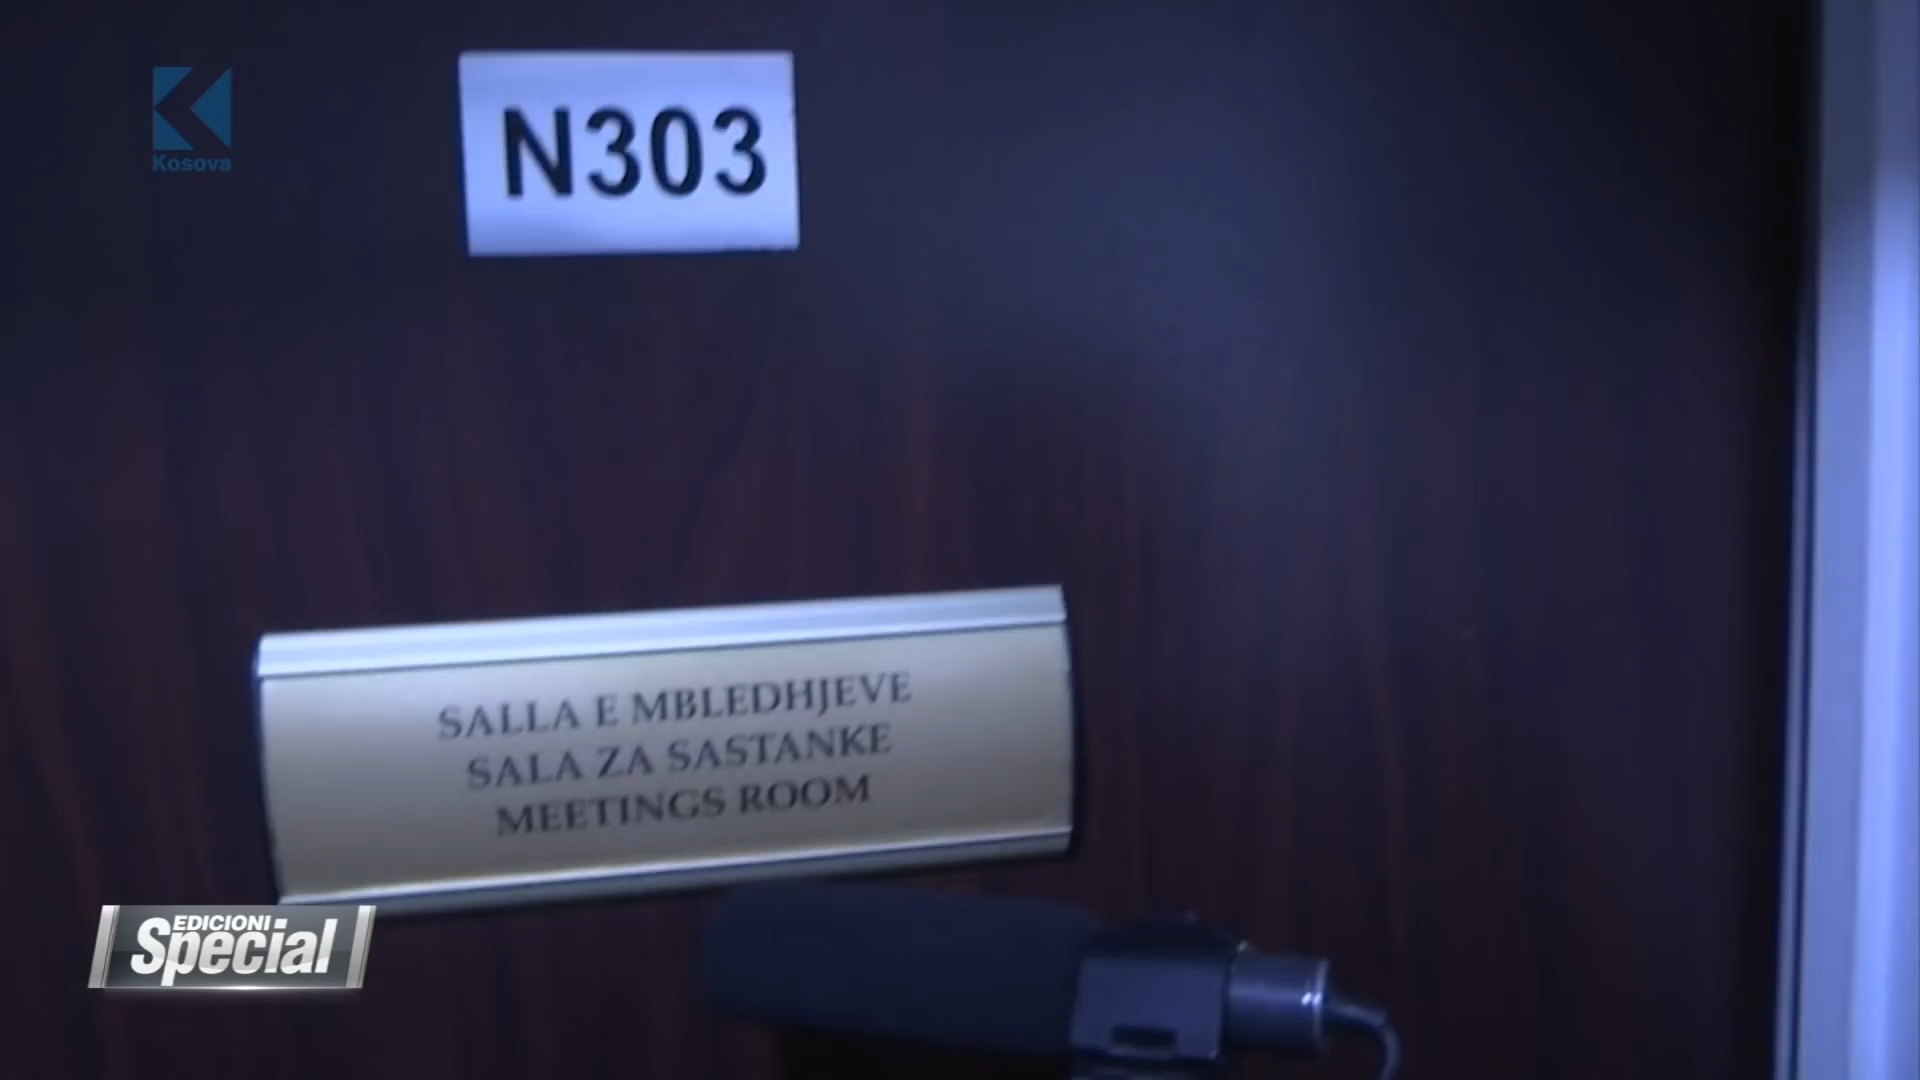 Kosova
N303
SALLA E MBLEDHJEVE
SALA ZA SASTANKE
MEETINGS ROOM
EDICIONI
Special